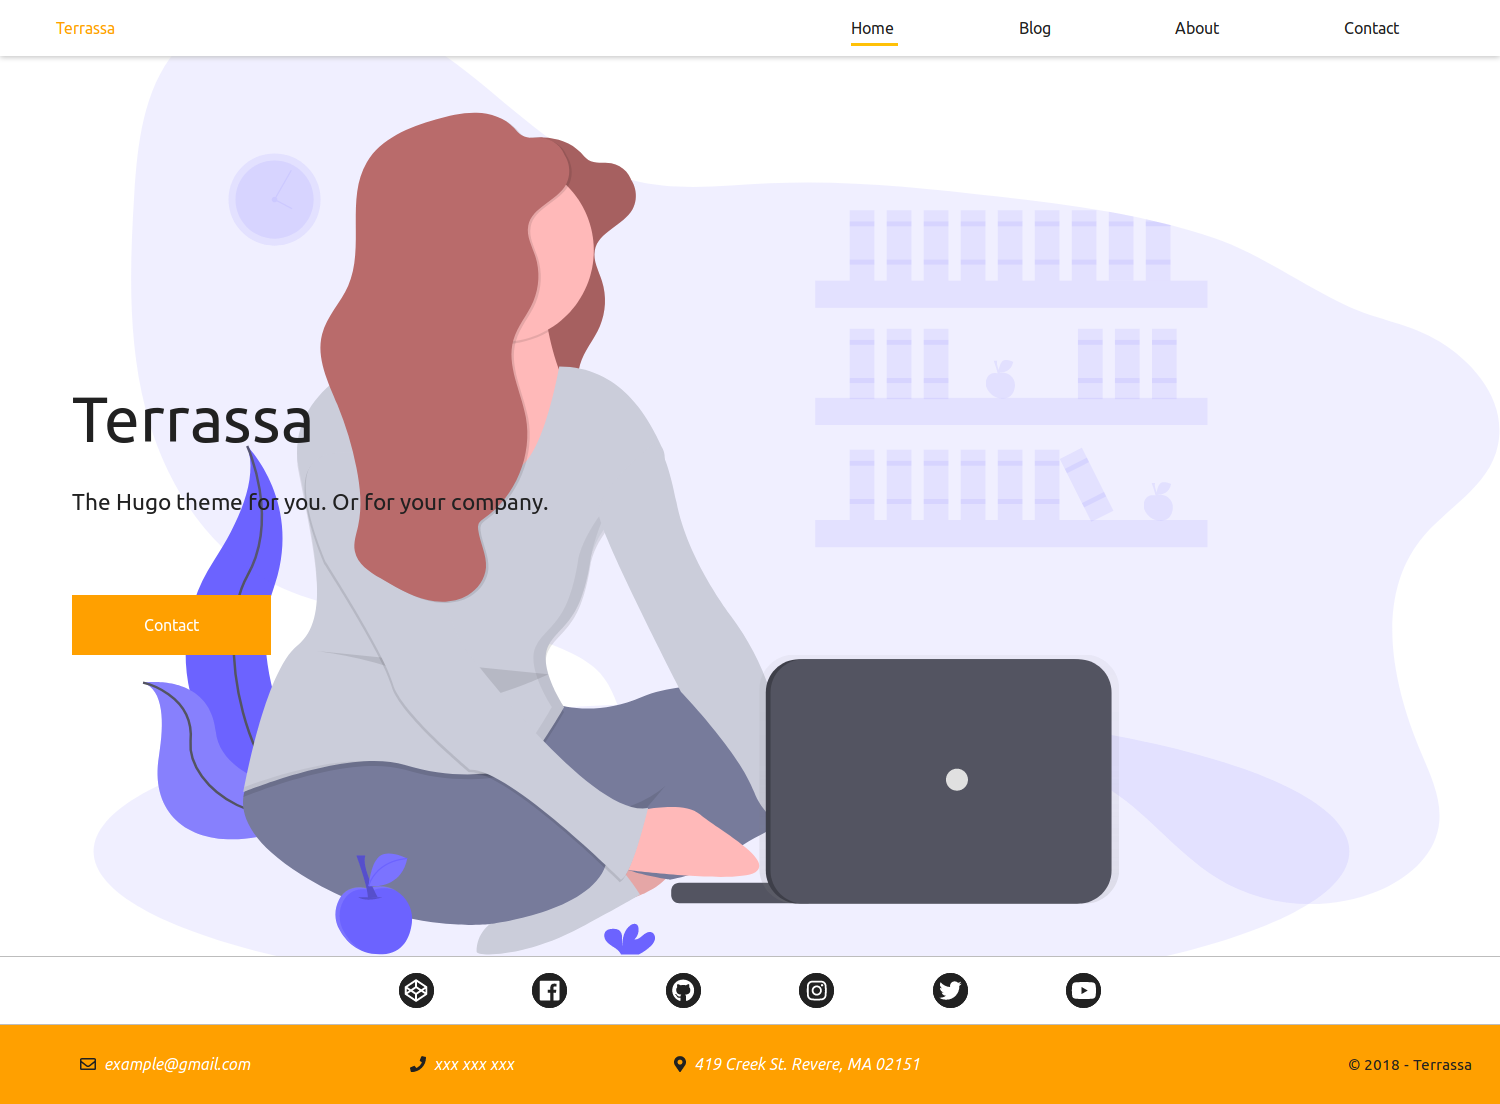 Terrassa
Home
Blog
About
Contact
Terrassa
The Hugo theme for you. Or for your company.
Contact
example@gmail.com
xxx xxx xxx
419 Creek St. Revere, MA 02151
© 2018 - Terrassa